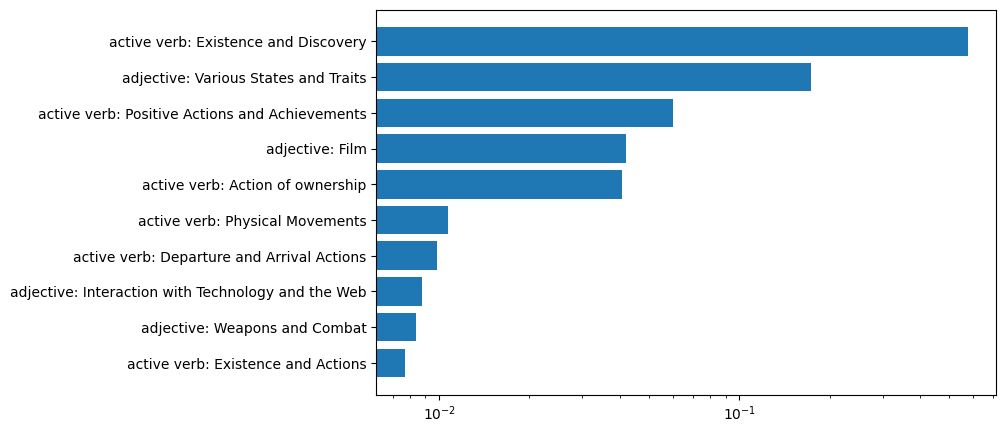 active verb: Existence and Discovery
adjective: Various States and Traits
active verb: Positive Actions and Achievements
adjective: Film
active verb: Action of ownership
active verb: Physical Movements
active verb: Departure and Arrival Actions
adjective: Interaction with Technology and the Web
adjective: Weapons and Combat
active verb: Existence and Actions
10⁻² 10⁻¹